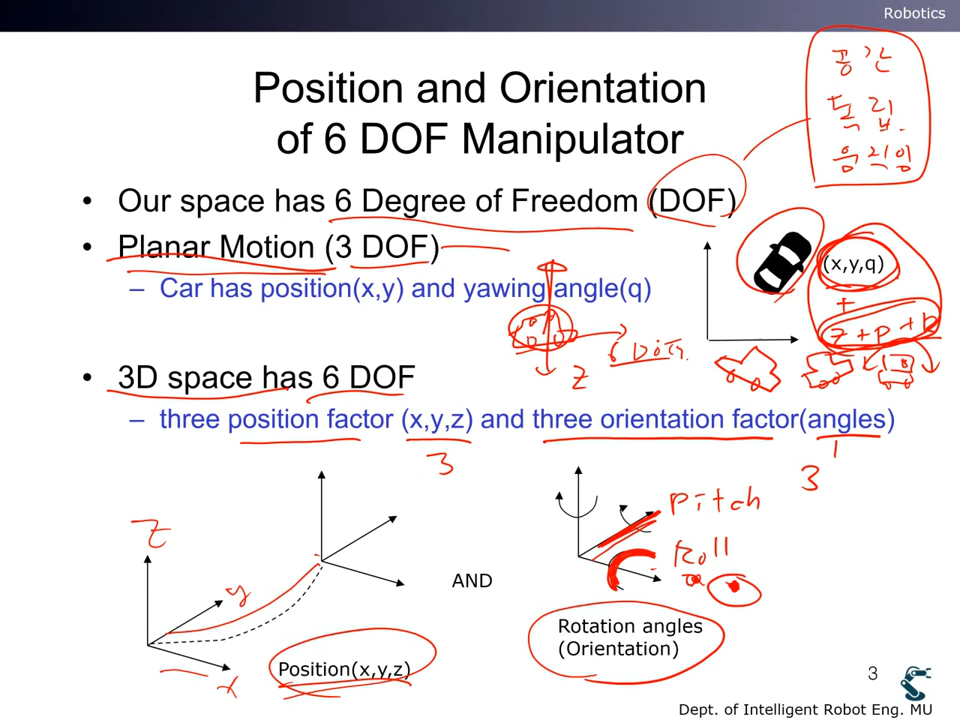 Robotics
공간
독립
움직임
Position and Orientation
of 6 DOF Manipulator
• Our space has 6 Degree of Freedom (DOF)
• Planar Motion (3 DOF)
– Car has position(x,y) and yawing angle(q)
(x,y,q)
+
z + p + R
6 DOF
z
• 3D space has 6 DOF
– three position factor (x,y,z) and three orientation factor(angles)
3
3
z
y
x
Position(x,y,z)
AND
Pitch
Roll
Rotation angles
(Orientation)
3
Dept. of Intelligent Robot Eng. MU